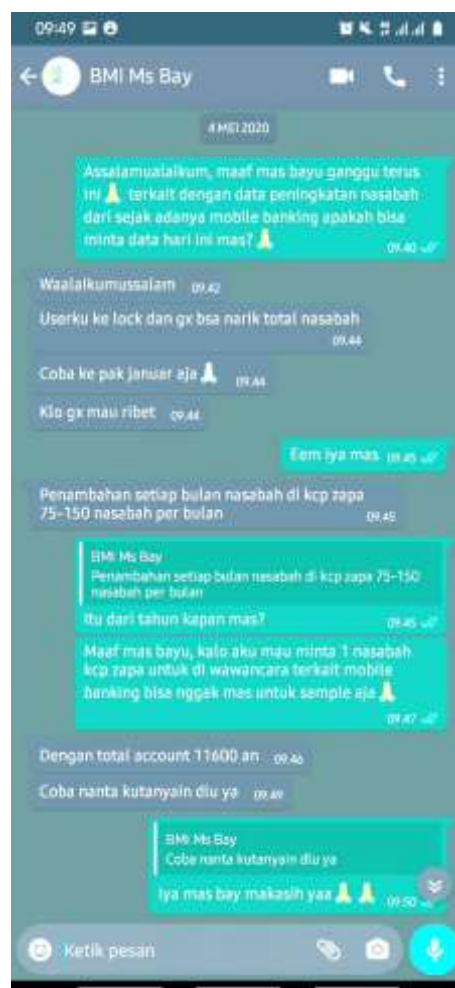 09:49
BMI Ms Bay
4 MEI 2020
Assalamualaikum, maaf mas bayu ganggu terus
ini 🙏 terkait dengan data peningkatan nasabah
dari sejak adanya mobile banking apakah bisa
minta data hari ini mas? 🙏
09.40
Waalaikumussalam 09.42
Userku ke lock dan gx bsa narik total nasabah
09.44
Coba ke pak januar aja 🙏 09.44
Klo gx mau ribet 09.44
Eem iya mas 09.45
Penambahan setiap bulan nasabah di kcp zapa
75-150 nasabah per bulan
09.45
BMI Ms Bay
Penambahan setiap bulan nasabah di kcp zapa 75-150
nasabah per bulan
Itu dari tahun kapan mas?
09.45
Maaf mas bayu, kalo aku mau minta 1 nasabah
kcp zapa untuk di wawancara terkait mobile
banking bisa nggak mas untuk sample aja 🙏
09.47
Dengan total account 11600 an 09.46
Coba nanta kutanyain dlu ya 09.49
BMI Ms Bay
Coba nanta kutanyain dlu ya
Iya mas bay makasih yaa 🙏 🙏
09.50
Ketik pesan